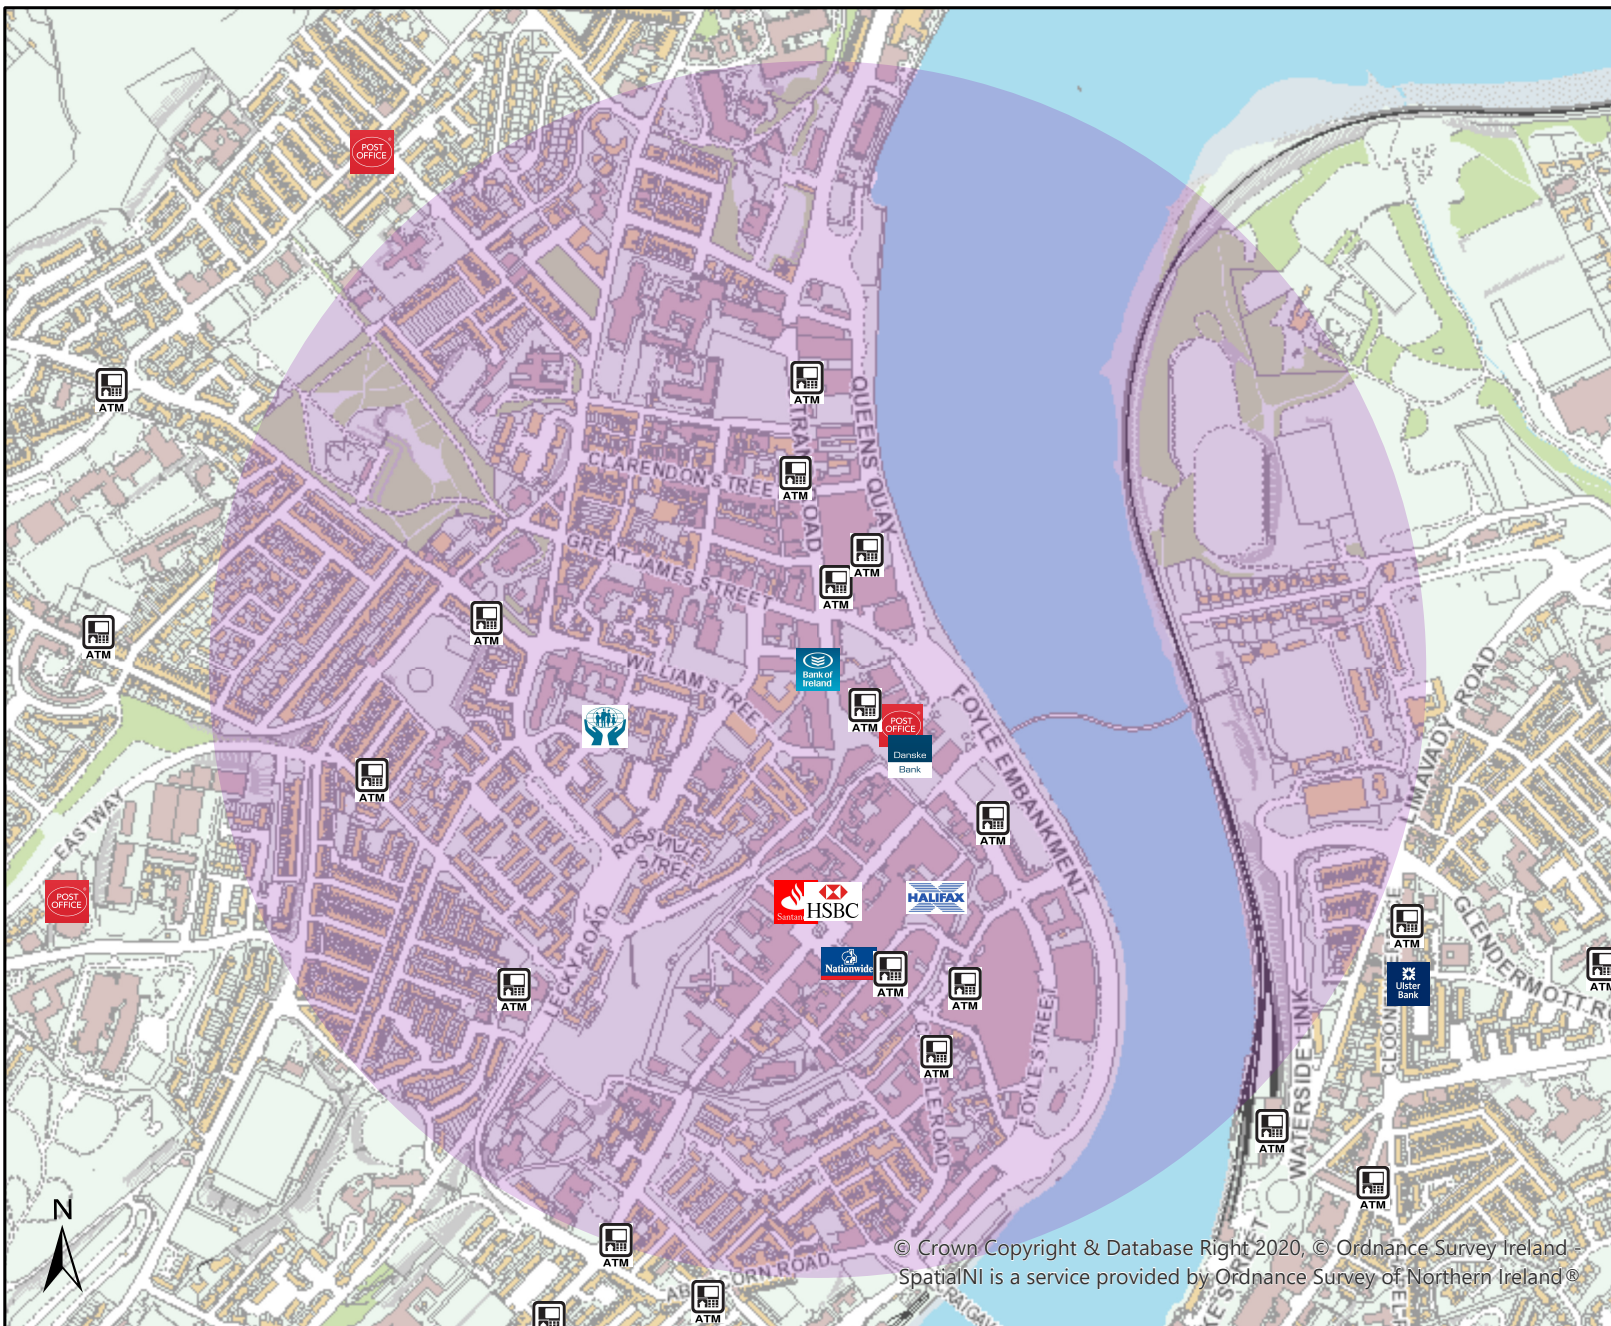 POST
OFFICE
ATM
QUEENS QUAY
ATM
CLARENDON STREE
ATM
ROAD
GREAT JAMES STREET
ATM
ATM
ATM
ATM
WILLIAM STREET
Bank of
Ireland
LIMAVADY ROAD
FOYLE EMBANKMENT
ATM
POST
OFFICE
Danske
Bank
ATM
EASTWAY
ATM
ROSSVILLE
STREET
POST
OFFICE
Santan
HSBC
HALIFAX
GLENDERMOTT R
ATM
LECKY ROAD
Nationwide
ATM
ATM
ATM
Ulster
Bank
ATM
FOYLE STREET
WATERSIDE LINK
ATM
ATM
ATM
N
ATM
ORN ROAD
ATM
© Crown Copyright & Database Right 2020, © Ordnance Survey Ireland -
SpatialNI is a service provided by Ordnance Survey of Northern Ireland®